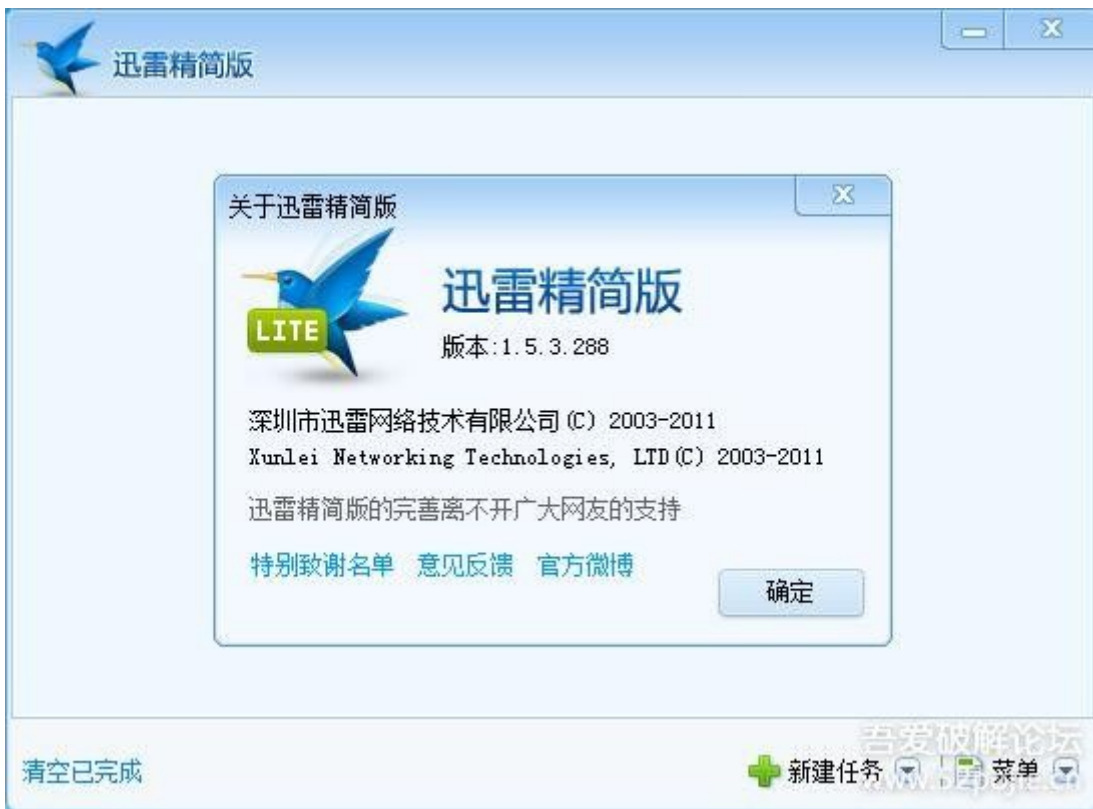 迅雷精简版
关于迅雷精简版
LITE
迅雷精简版
版本:1.5.3.288
深圳市迅雷网络技术有限公司(C) 2003-2011
Xunlei Networking Technologies, LTD(C) 2003-2011
迅雷精简版的完善离不开广大网友的支持
特别致谢名单 意见反馈 官方微博
确定
吾爱破解论坛
清空已完成 新建任务 菜单
www.52pojie.cn